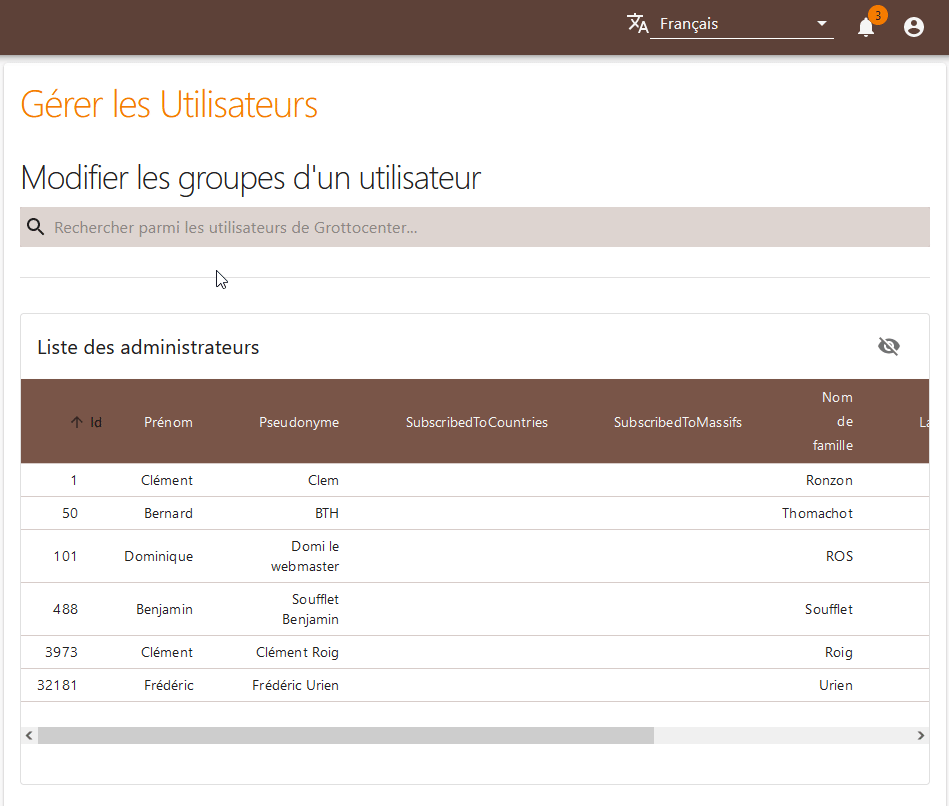 Français
3
Gérer les Utilisateurs
Modifier les groupes d'un utilisateur
Rechercher parmi les utilisateurs de Grottocenter...
Liste des administrateurs
Id Prénom Pseudonyme SubscribedToCountries SubscribedToMassifs Nom de famille La
1 Clément Clem Ronzon
50 Bernard BTH Thomachot
101 Dominique Domi le webmaster ROS
488 Benjamin Soufflet Benjamin Soufflet
3973 Clément Clément Roig Roig
32181 Frédéric Frédéric Urien Urien